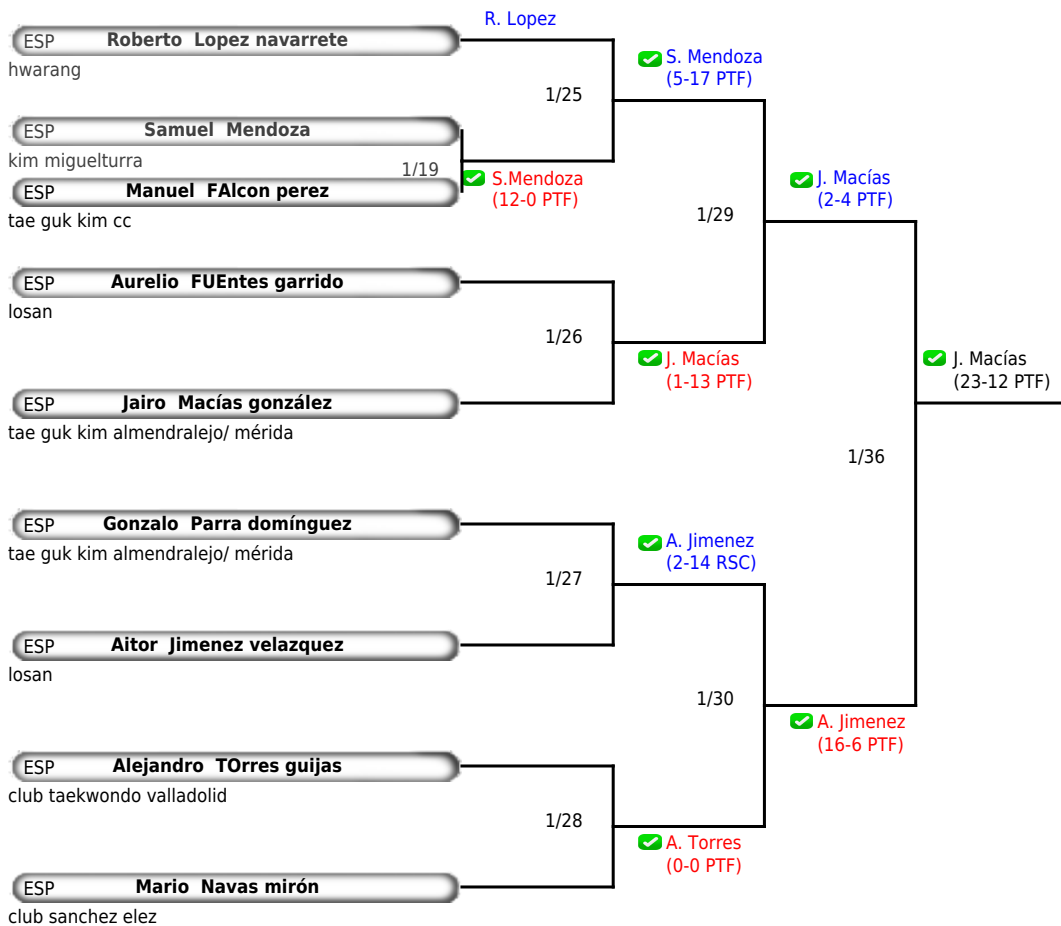 R. Lopez
ESP Roberto Lopez navarrete
hwarang
S. Mendoza
(5-17 PTF)
1/25
ESP Samuel Mendoza
kim miguelturra
1/19
S.Mendoza
(12-0 PTF)
ESP Manuel FAlcon perez
tae guk kim cc
J. Macías
(2-4 PTF)
1/29
ESP Aurelio FUEntes garrido
losan
1/26
J. Macías
(1-13 PTF)
J. Macías
(23-12 PTF)
ESP Jairo Macías gonzález
tae guk kim almendralejo/ mérida
1/36
ESP Gonzalo Parra domínguez
tae guk kim almendralejo/ mérida
A. Jimenez
(2-14 RSC)
1/27
ESP Aitor Jimenez velazquez
losan
1/30
A. Jimenez
(16-6 PTF)
ESP Alejandro TOrres guijas
club taekwondo valladolid
1/28
A. Torres
(0-0 PTF)
ESP Mario Navas mirón
club sanchez elez